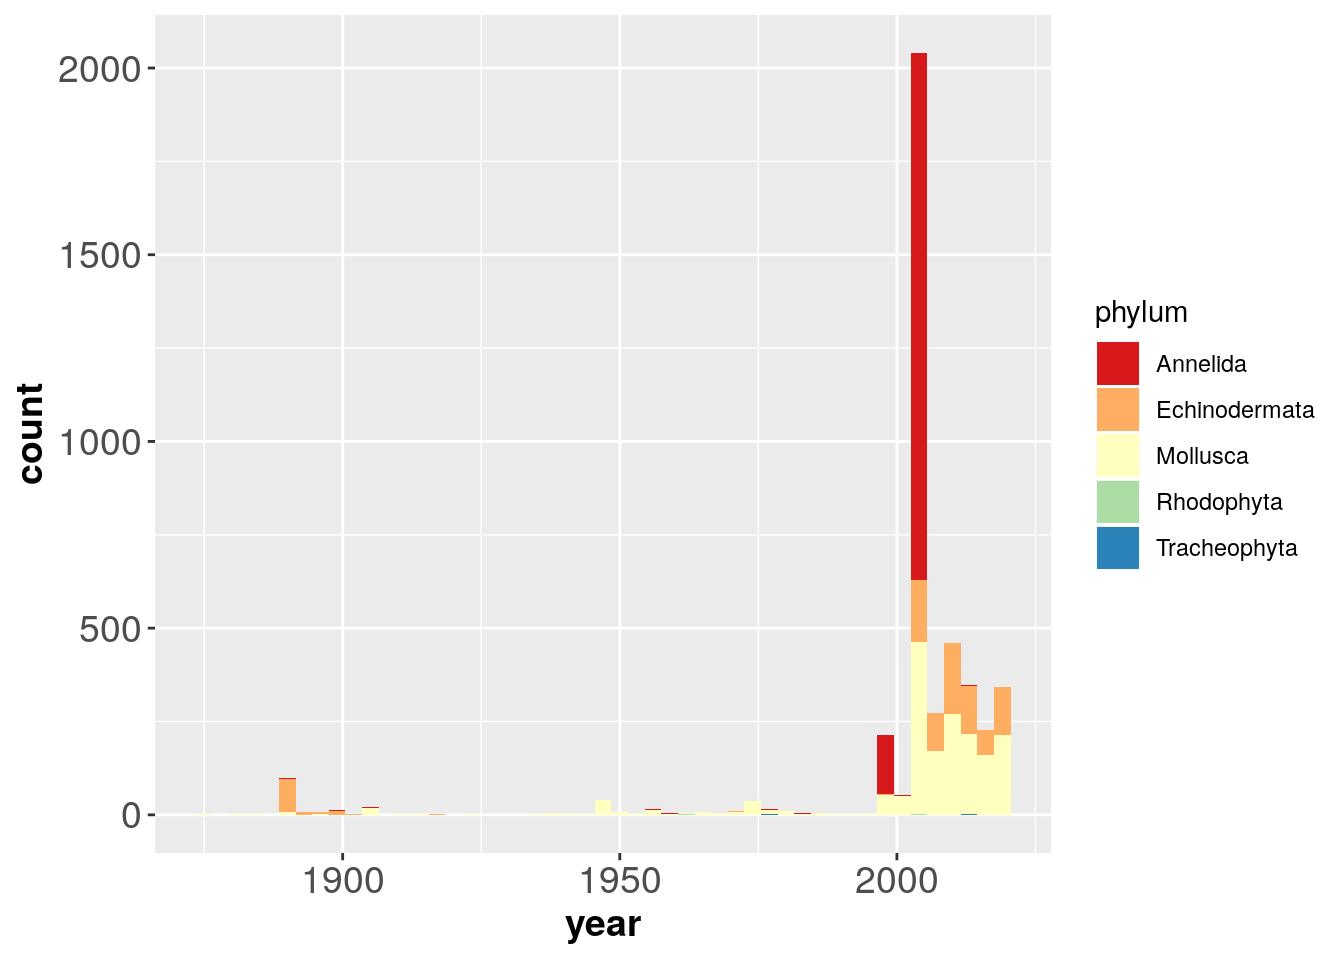 2000
1500
1000
500
0
count
1900
1950
2000
year
phylum
Annelida
Echinodermata
Mollusca
Rhodophyta
Tracheophyta